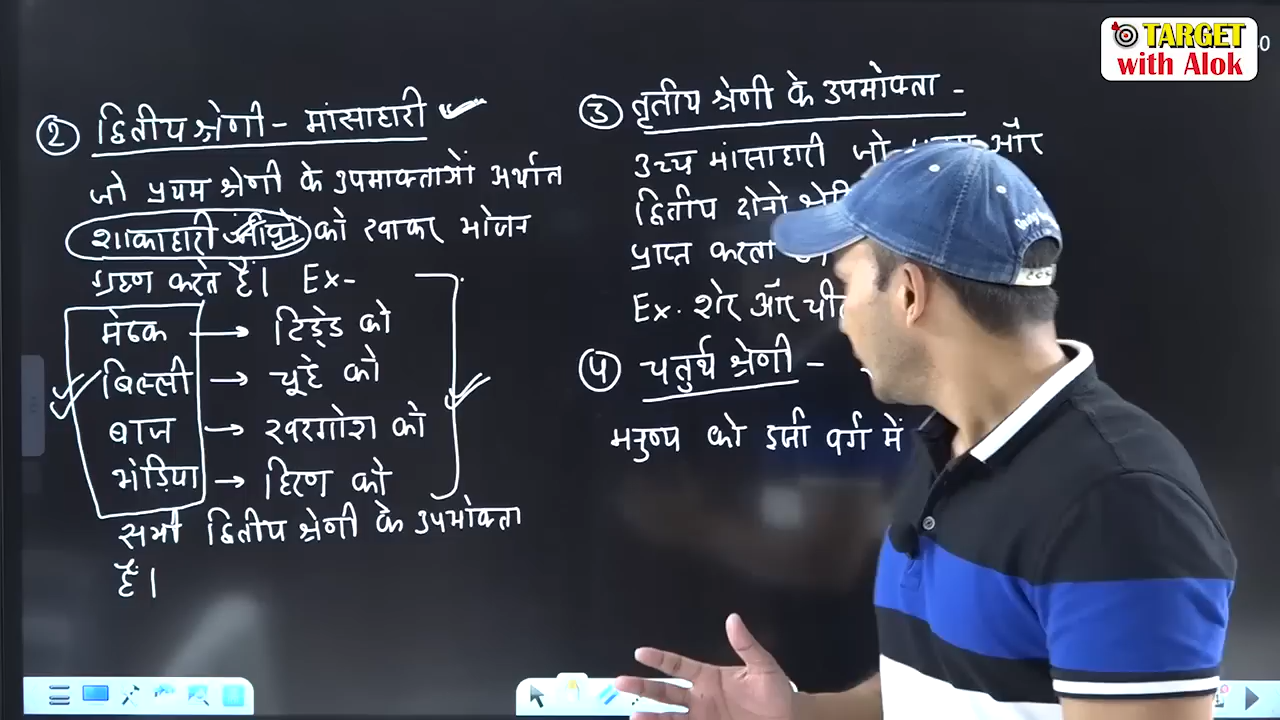 TARGET
with Alok
② द्वितीय श्रेणी - मांसाहारी
जो प्रथम श्रेणी के उपभोक्ताओं अर्थात
शाकाहारी जीवों को खाकर भोजन
ग्रहण करते हैं। Ex-
मेढक → टिड्डे को
बिल्ली → चूहे को
बाज → खरगोश को
भेड़िया → हिरण को
सभी द्वितीय श्रेणी के उपभोक्ता
हैं।
③ तृतीय श्रेणी के उपभोक्ता -
उच्च मांसाहारी जो और
द्वितीय दोनो
प्राप्त करता
Ex. शेर और
④ चतुर्थ श्रेणी -
मनुष्य को इसी वर्ग में